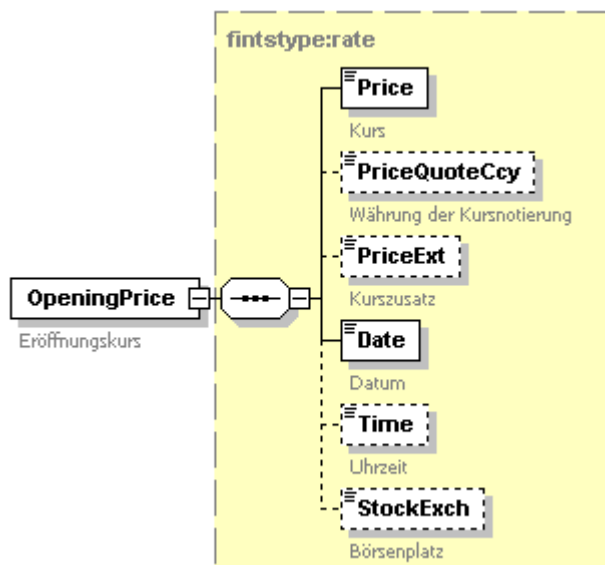 fintstype:rate
Price
Kurs
PriceQuoteCcy
Währung der Kursnotierung
PriceExt
Kurszusatz
OpeningPrice
Eröffnungskurs
Date
Datum
Time
Uhrzeit
StockExch
Börsenplatz